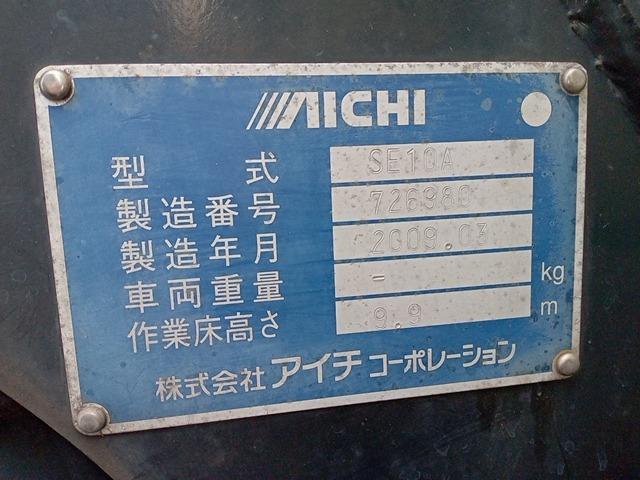 AICHI
型式 SE10A
製造番号 726980
製造年月 2009.03
車両重量 - kg
作業床高さ 9.9 m
株式会社アイチコーポレーション